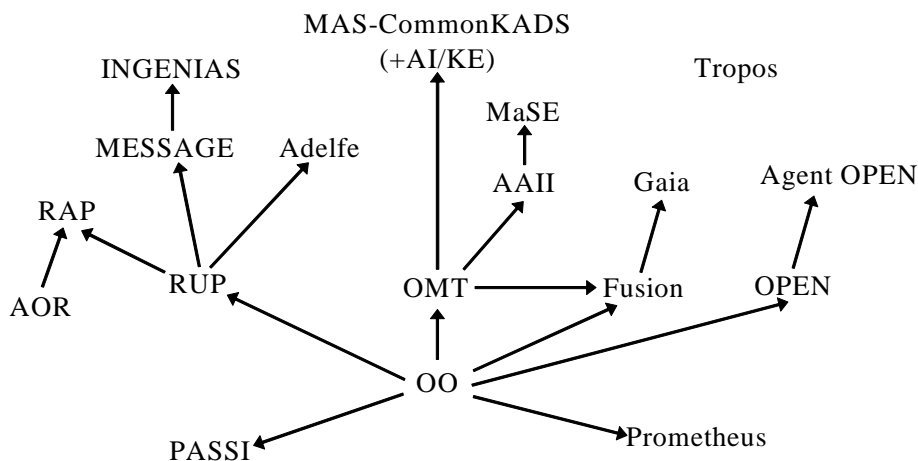 MAS-CommonKADS
(+AI/KE)
INGENIAS
Tropos
MaSE
MESSAGE
Adelfe
AAII
Gaia
Agent OPEN
RAP
RUP
OMT
Fusion
OPEN
AOR
OO
PASSI
Prometheus